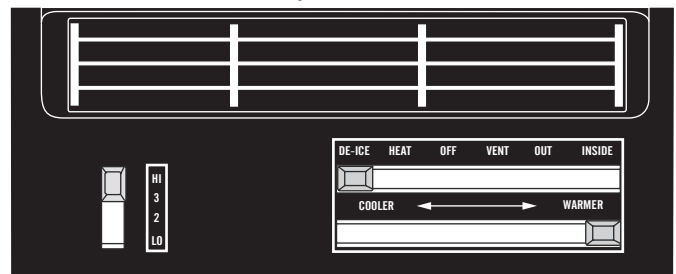 DE-ICE HEAT OFF VENT OUT INSIDE
HI
3
2
LO
COOLER WARMER